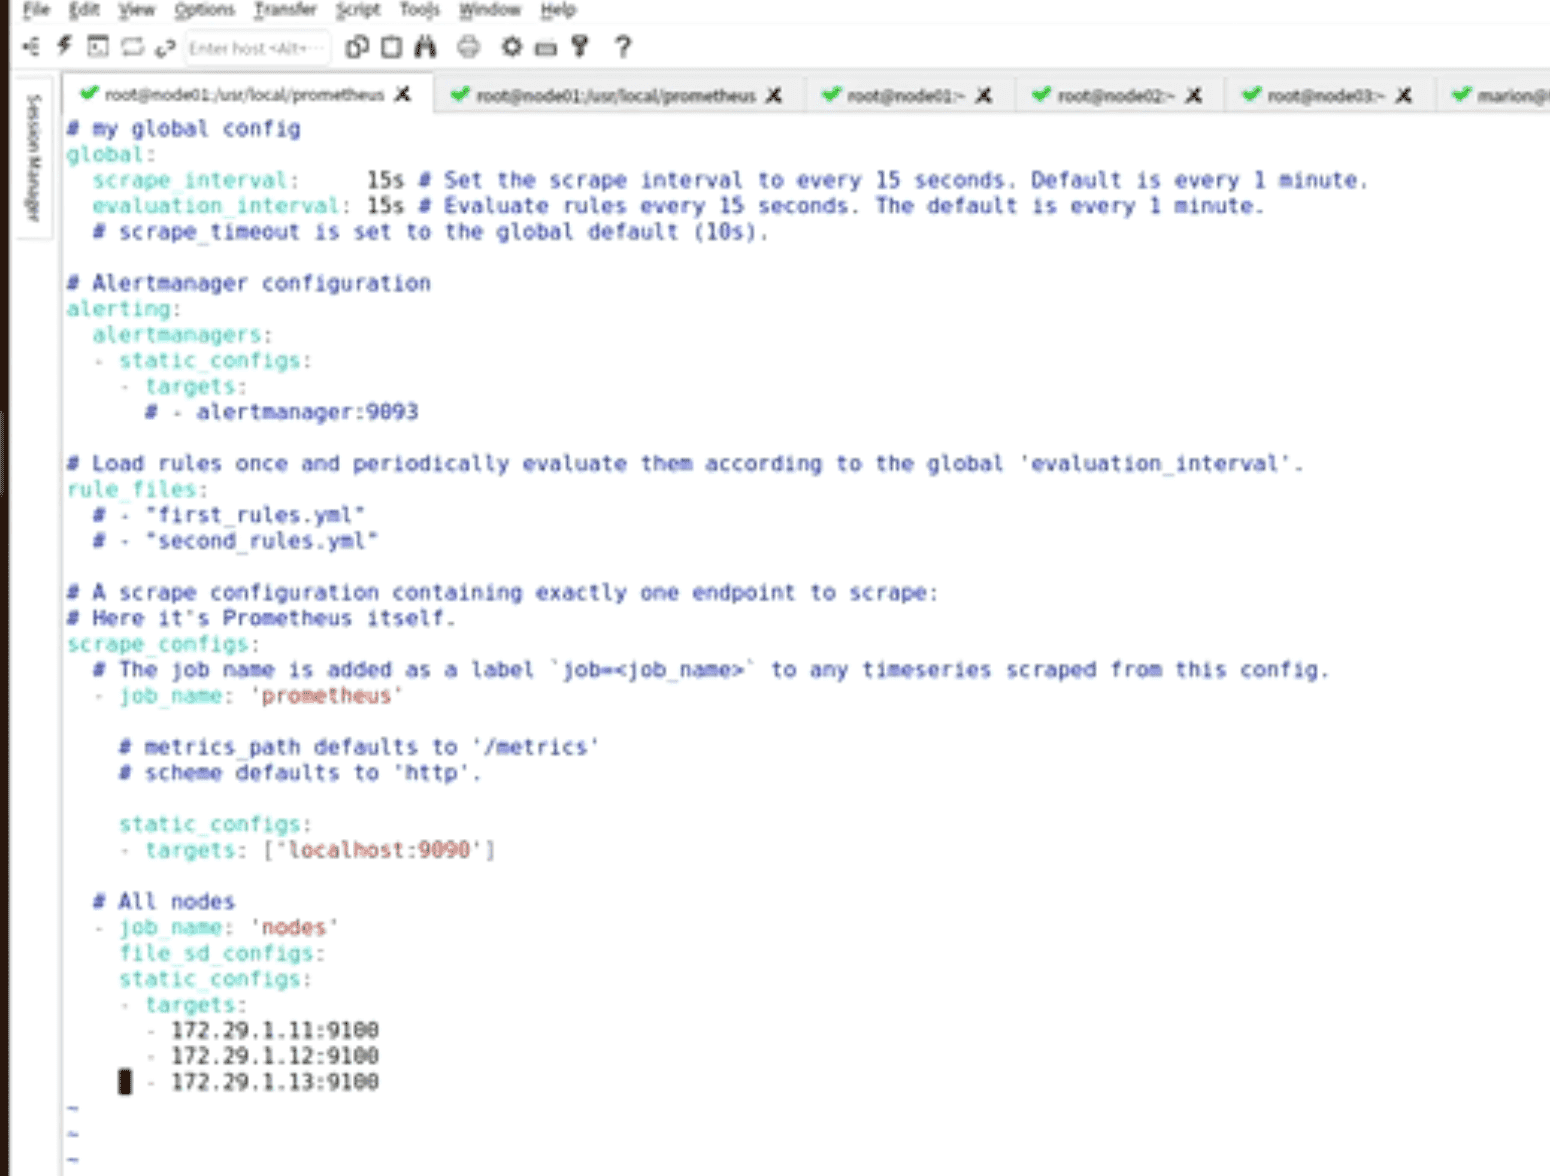 File Edit View Options Transfer Script Tools Window Help
Enter host <Alt+...
root@node01:/usr/local/prometheus root@node01:/usr/local/prometheus root@node01:~ root@node02:~ root@node03:~ marion@
Session Manager
# my global config
global:
  scrape_interval:     15s # Set the scrape interval to every 15 seconds. Default is every 1 minute.
  evaluation_interval: 15s # Evaluate rules every 15 seconds. The default is every 1 minute.
  # scrape_timeout is set to the global default (10s).
# Alertmanager configuration
alerting:
  alertmanagers:
  - static_configs:
    - targets:
      # - alertmanager:9093
# Load rules once and periodically evaluate them according to the global 'evaluation_interval'.
rule_files:
  # - "first_rules.yml"
  # - "second_rules.yml"
# A scrape configuration containing exactly one endpoint to scrape:
# Here it's Prometheus itself.
scrape_configs:
  # The job name is added as a label `job=<job_name>` to any timeseries scraped from this config.
  - job_name: 'prometheus'
    # metrics_path defaults to '/metrics'
    # scheme defaults to 'http'.
    static_configs:
    - targets: ['localhost:9090']
  # All nodes
  - job_name: 'nodes'
    file_sd_configs:
    static_configs:
    - targets:
      - 172.29.1.11:9100
      - 172.29.1.12:9100
      - 172.29.1.13:9100
~
~
~